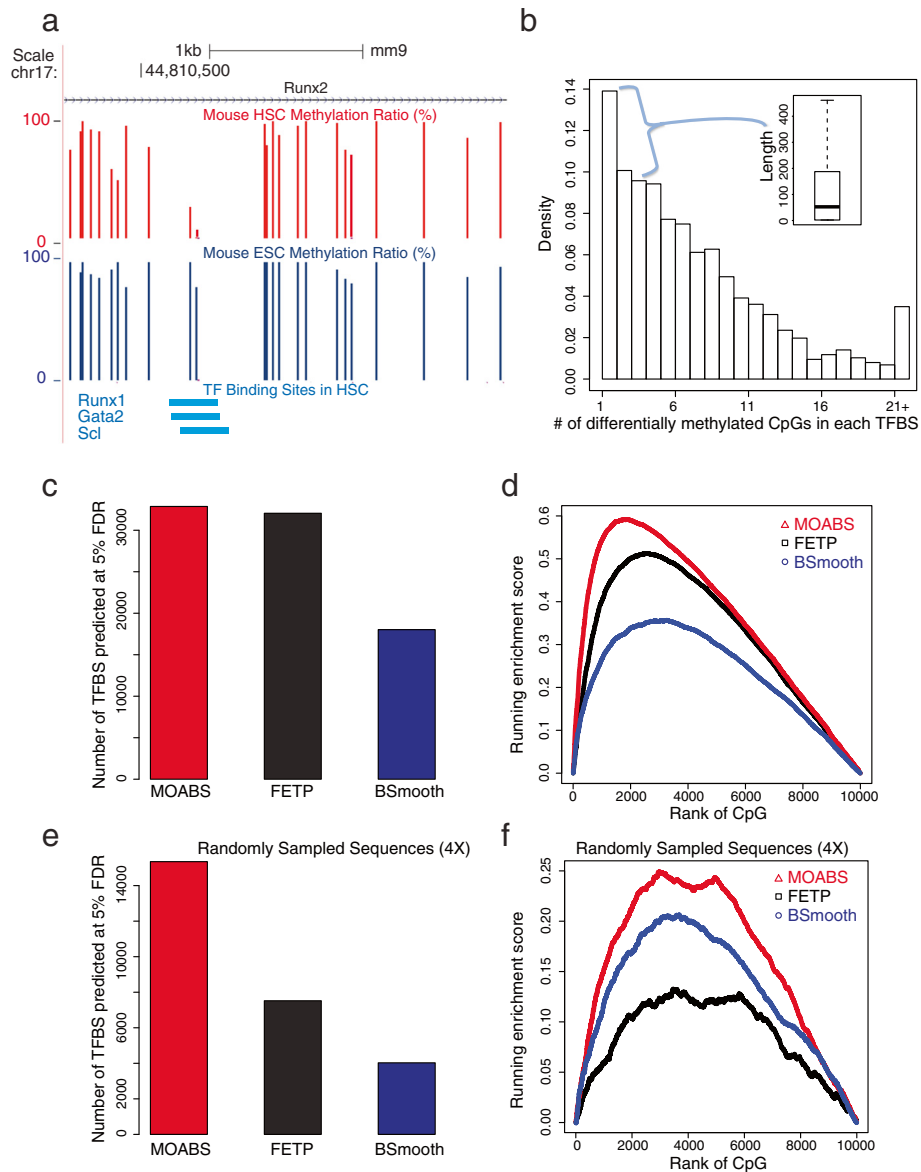 a
Scale
1kb
mm9
chr17:
44,810,500
Runx2
100
Mouse HSC Methylation Ratio (%)
0
100
Mouse ESC Methylation Ratio (%)
0
TF Binding Sites in HSC
Runx1
Gata2
Scl
b
Density
0.00
0.02
0.04
0.06
0.08
0.10
0.12
0.14
1
6
11
16
21+
# of differentially methylated CpGs in each TFBS
Length
0
100
200
300
400
c
Number of TFBS predicted at 5% FDR
0
10000
20000
30000
MOABS
FETP
BSmooth
d
Running enrichment score
0.0
0.1
0.2
0.3
0.4
0.5
0.6
MOABS
FETP
BSmooth
0
2000
4000
6000
8000
10000
Rank of CpG
e
Randomly Sampled Sequences (4X)
Number of TFBS predicted at 5% FDR
0
2000
6000
10000
14000
MOABS
FETP
BSmooth
f
Randomly Sampled Sequences (4X)
Running enrichment score
0.00
0.05
0.10
0.15
0.20
0.25
MOABS
FETP
BSmooth
0
2000
4000
6000
8000
10000
Rank of CpG